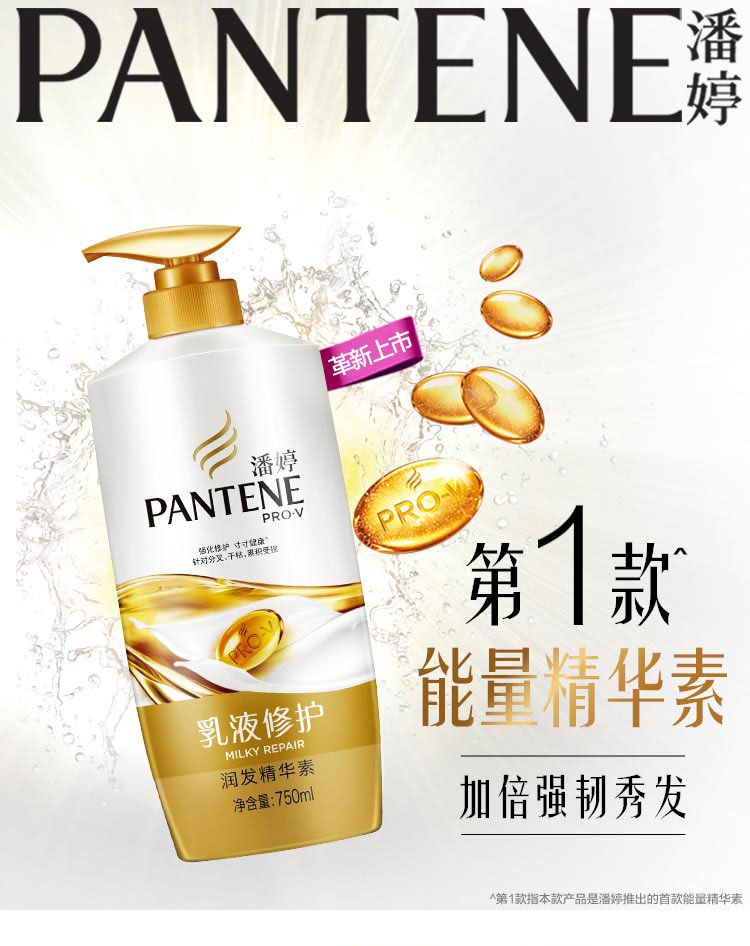 PANTENE潘婷
革新上市
潘婷
PANTENE
PRO-V
强化修护 寸寸健康^
针对分叉、干枯、累积受损
PRO-V
PRO-V
乳液修护
MILKY REPAIR
润发精华素
净含量:750ml
第1款^
能量精华素
加倍强韧秀发
^第1款指本款产品是潘婷推出的首款能量精华素